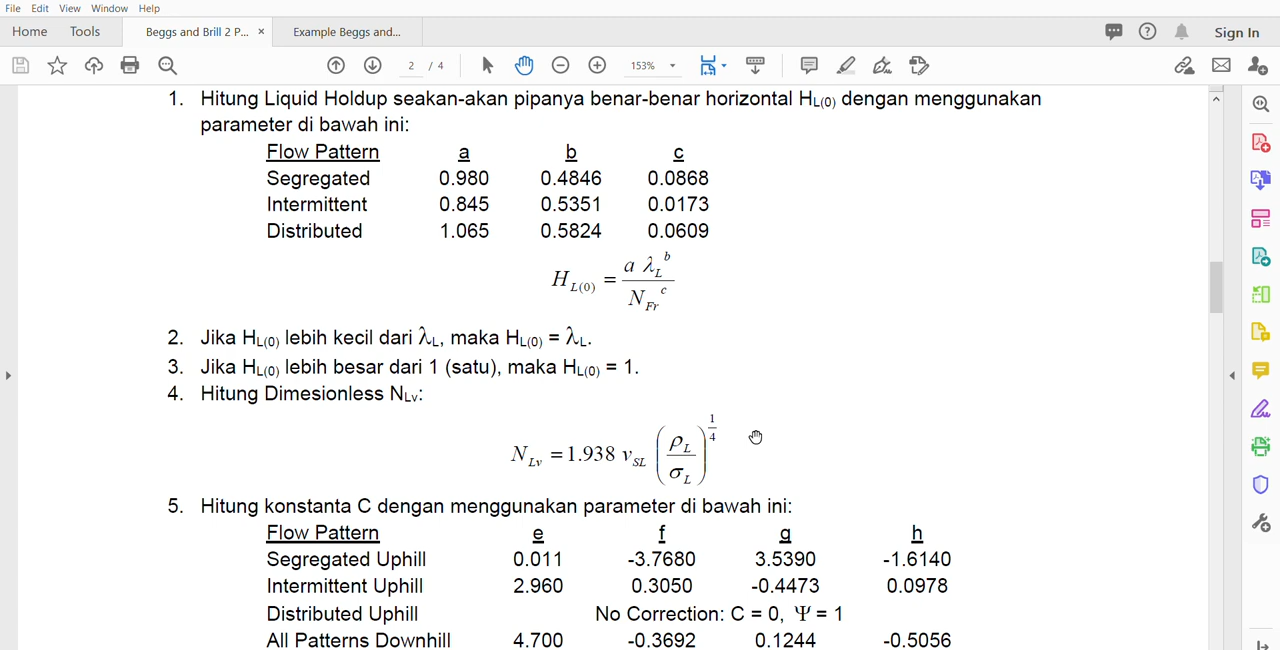 File Edit View Window Help
Home Tools Beggs and Brill 2 P... × Example Beggs and... Sign In
2 / 4 153%
1. Hitung Liquid Holdup seakan-akan pipanya benar-benar horizontal HL(0) dengan menggunakan
parameter di bawah ini:
Flow Pattern a b c
Segregated 0.980 0.4846 0.0868
Intermittent 0.845 0.5351 0.0173
Distributed 1.065 0.5824 0.0609
H_L(0) = a λ_L^b / N_Fr^c
2. Jika HL(0) lebih kecil dari λL, maka HL(0) = λL.
3. Jika HL(0) lebih besar dari 1 (satu), maka HL(0) = 1.
4. Hitung Dimesionless NLv:
N_Lv = 1.938 v_SL (ρ_L / σ_L)^(1/4)
5. Hitung konstanta C dengan menggunakan parameter di bawah ini:
Flow Pattern e f g h
Segregated Uphill 0.011 -3.7680 3.5390 -1.6140
Intermittent Uphill 2.960 0.3050 -0.4473 0.0978
Distributed Uphill No Correction: C = 0, Ψ = 1
All Patterns Downhill 4.700 -0.3692 0.1244 -0.5056